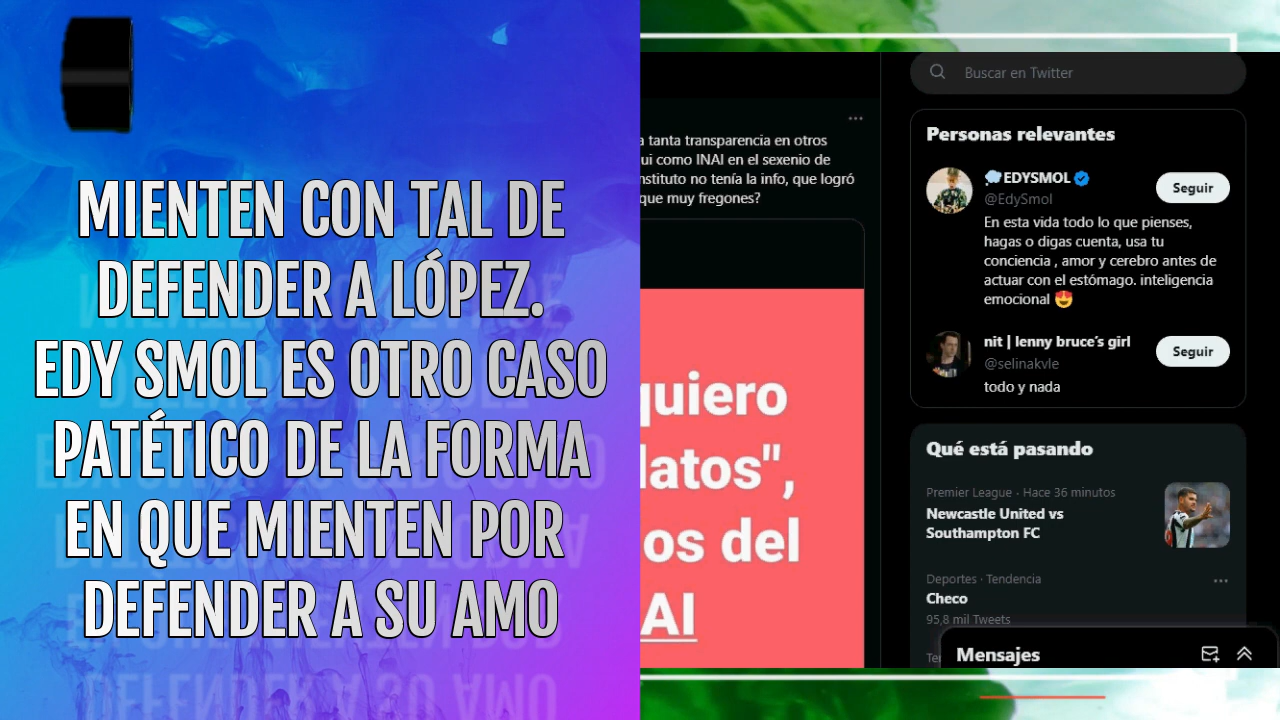 MIENTEN CON TAL DE
DEFENDER A LÓPEZ.
EDY SMOL ES OTRO CASO
PATÉTICO DE LA FORMA
EN QUE MIENTEN POR
DEFENDER A SU AMO
a tanta transparencia en otros
ui como INAI en el sexenio de
nstituto no tenía la info, que logró
que muy fregones?
quiero
latos",
os del
AI
Buscar en Twitter
Personas relevantes
EDYSMOL
@EdySmol
Seguir
En esta vida todo lo que pienses,
hagas o digas cuenta, usa tu
conciencia , amor y cerebro antes de
actuar con el estómago. inteligencia
emocional 😍
nit | lenny bruce's girl
@selinakvle
Seguir
todo y nada
Qué está pasando
Premier League · Hace 36 minutos
Newcastle United vs
Southampton FC
Deportes · Tendencia
Checo
95,8 mil Tweets
Te
Mensajes